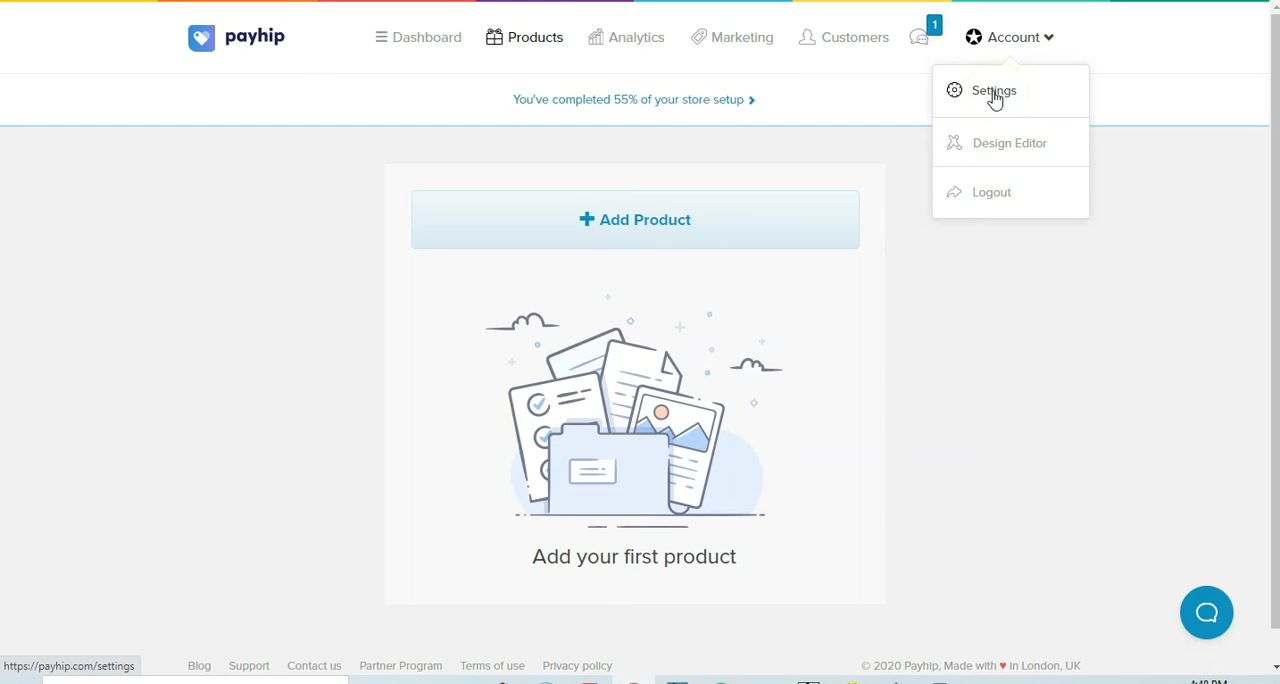 payhip
Dashboard
Products
Analytics
Marketing
Customers
1
Account
Settings
Design Editor
Logout
You've completed 55% of your store setup
Add Product
Add your first product
https://payhip.com/settings
Blog
Support
Contact us
Partner Program
Terms of use
Privacy policy
© 2020 Payhip, Made with ♥ in London, UK